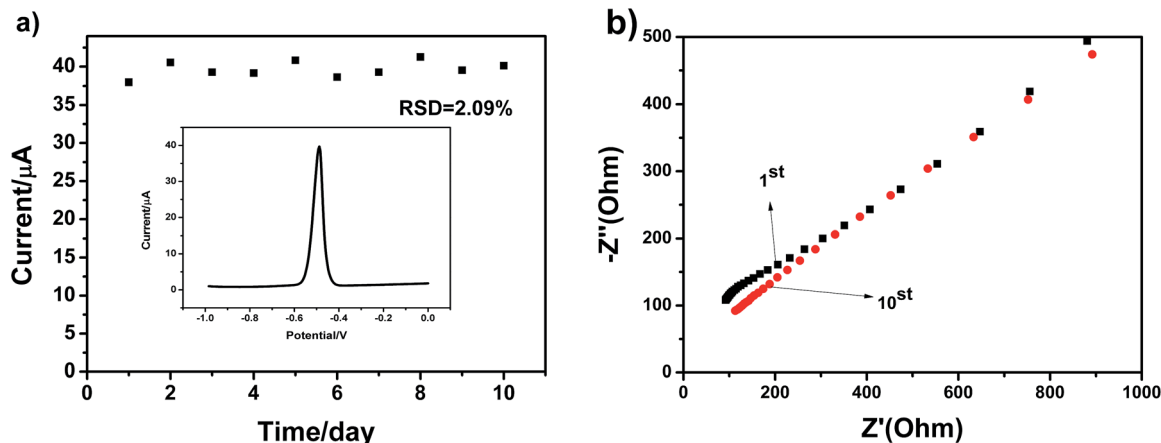 a)
45
40
35
30
25
20
15
10
5
0
Current/μA
0 2 4 6 8 10
Time/day
RSD=2.09%
40
30
20
10
0
Current/μA
-1.0 -0.8 -0.6 -0.4 -0.2 0.0
Potential/V
b)
500
400
300
200
100
0
-Z''(Ohm)
0 200 400 600 800 1000
Z'(Ohm)
1st
10st